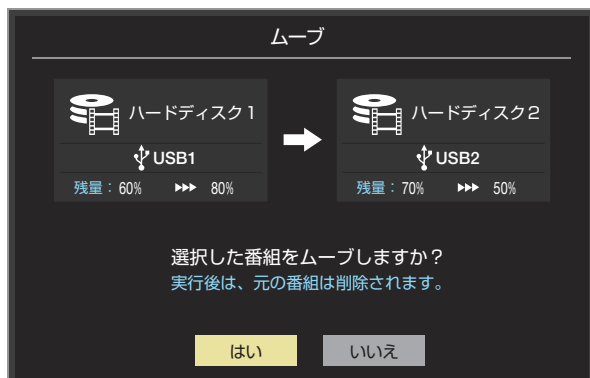 ムーブ
ハードディスク1
USB1
残量：60% ▸▸▸ 80%
ハードディスク2
USB2
残量：70% ▸▸▸ 50%
選択した番組をムーブしますか？
実行後は、元の番組は削除されます。
はい
いいえ